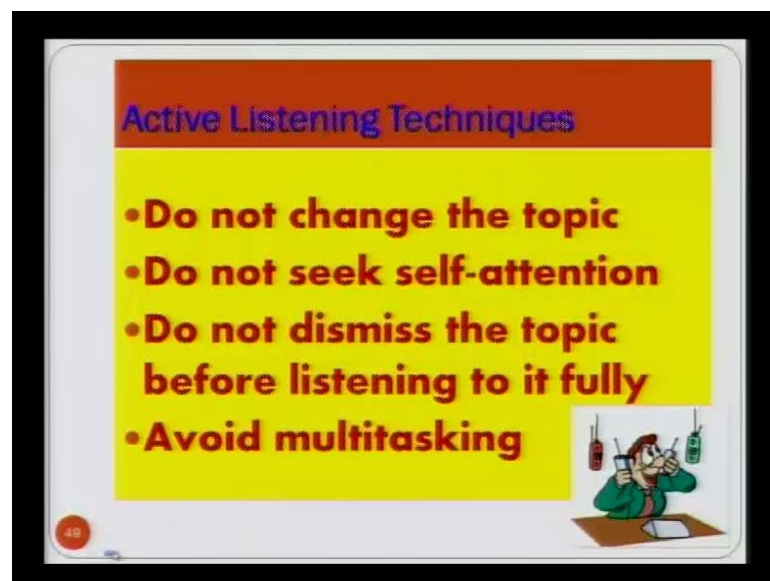 Active Listening Techniques
•Do not change the topic
•Do not seek self-attention
•Do not dismiss the topic
before listening to it fully
•Avoid multitasking
49